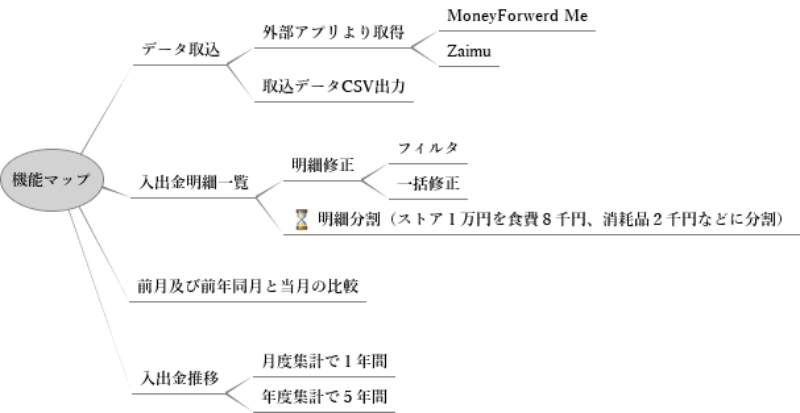 機能マップ
データ取込
外部アプリより取得
MoneyForwerd Me
Zaimu
取込データCSV出力
入出金明細一覧
明細修正
フィルタ
一括修正
⏳ 明細分割（ストア１万円を食費８千円、消耗品２千円などに分割）
前月及び前年同月と当月の比較
入出金推移
月度集計で１年間
年度集計で５年間